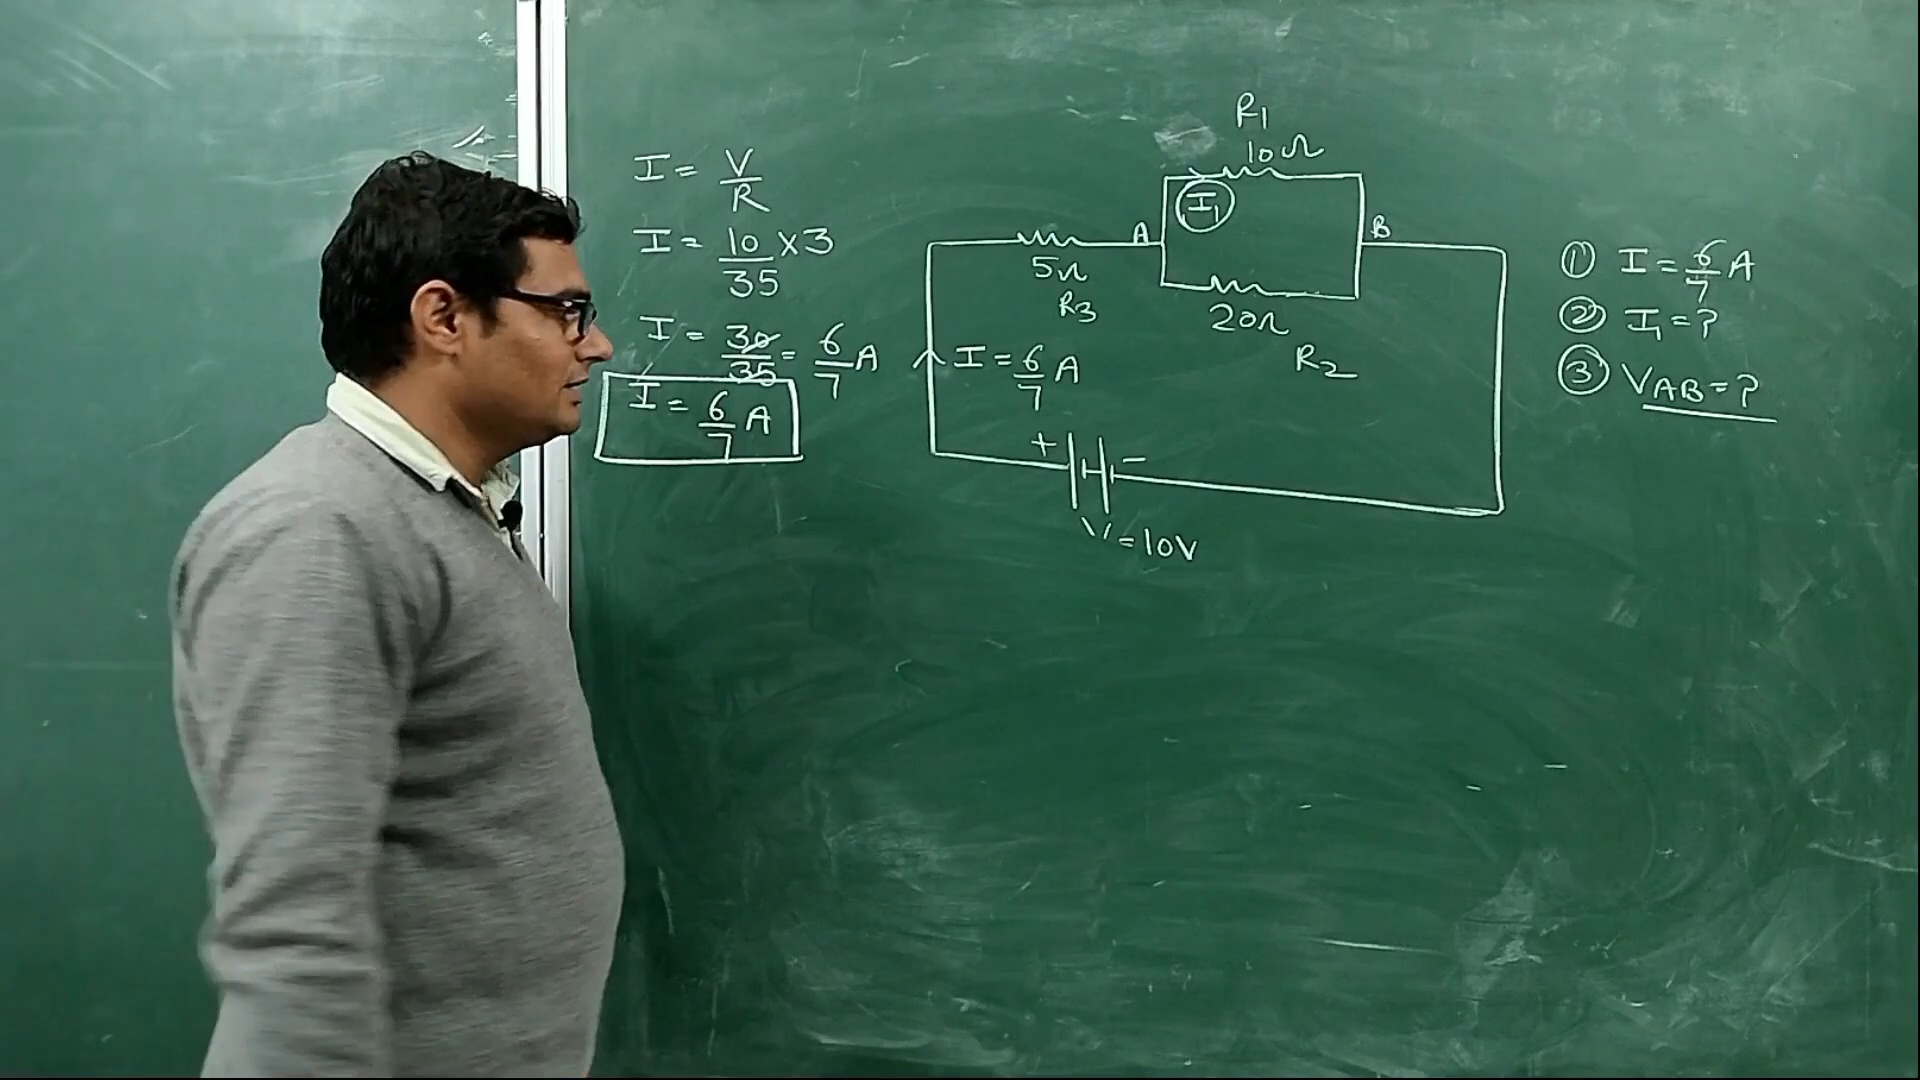 I = V/R
I = 10/35 × 3
I = 30/35 = 6/7 A
I = 6/7 A
R1
10Ω
I1
A
B
5Ω
R3
20Ω
R2
I = 6/7 A
+ −
V = 10V
① I = 6/7 A
② I1 = ?
③ VAB = ?